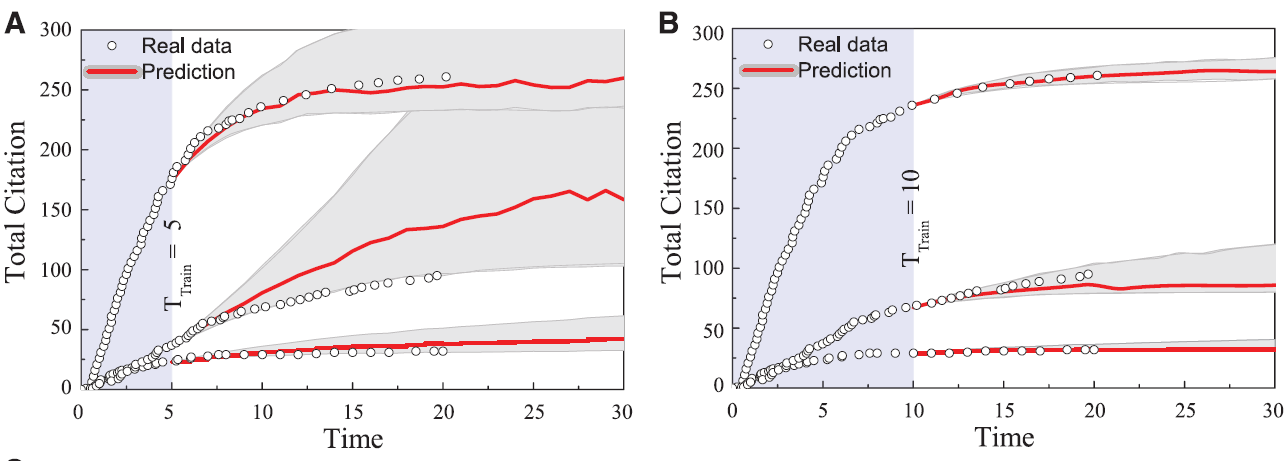 A
300
250
200
150
100
50
0
Total Citation
Real data
Prediction
T Train = 5
0 5 10 15 20 25 30
Time
B
300
250
200
150
100
50
0
Total Citation
Real data
Prediction
T Train = 10
0 5 10 15 20 25 30
Time